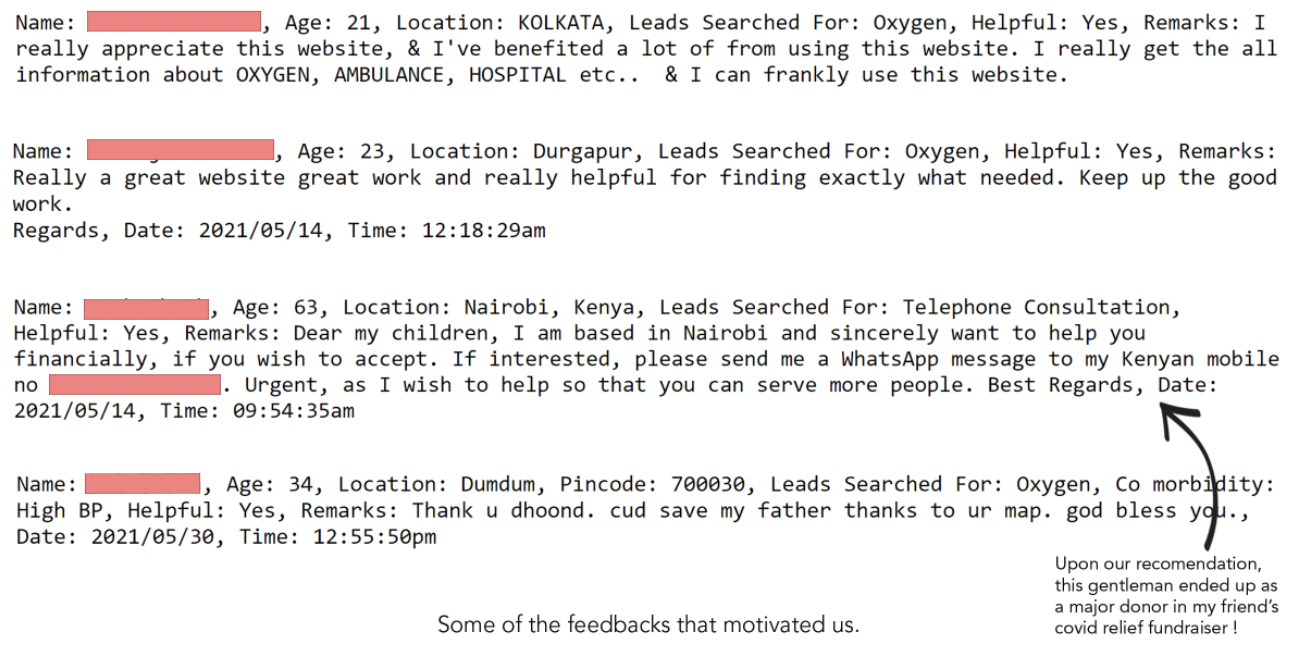 Name: , Age: 21, Location: KOLKATA, Leads Searched For: Oxygen, Helpful: Yes, Remarks: I
really appreciate this website, & I've benefited a lot of from using this website. I really get the all
information about OXYGEN, AMBULANCE, HOSPITAL etc..  & I can frankly use this website.
Name: , Age: 23, Location: Durgapur, Leads Searched For: Oxygen, Helpful: Yes, Remarks:
Really a great website great work and really helpful for finding exactly what needed. Keep up the good
work.
Regards, Date: 2021/05/14, Time: 12:18:29am
Name: , Age: 63, Location: Nairobi, Kenya, Leads Searched For: Telephone Consultation,
Helpful: Yes, Remarks: Dear my children, I am based in Nairobi and sincerely want to help you
financially, if you wish to accept. If interested, please send me a WhatsApp message to my Kenyan mobile
no . Urgent, as I wish to help so that you can serve more people. Best Regards, Date:
2021/05/14, Time: 09:54:35am
Name: , Age: 34, Location: Dumdum, Pincode: 700030, Leads Searched For: Oxygen, Co morbidity:
High BP, Helpful: Yes, Remarks: Thank u dhoond. cud save my father thanks to ur map. god bless you.,
Date: 2021/05/30, Time: 12:55:50pm
Upon our recomendation,
this gentleman ended up as
a major donor in my friend's
covid relief fundraiser !
Some of the feedbacks that motivated us.